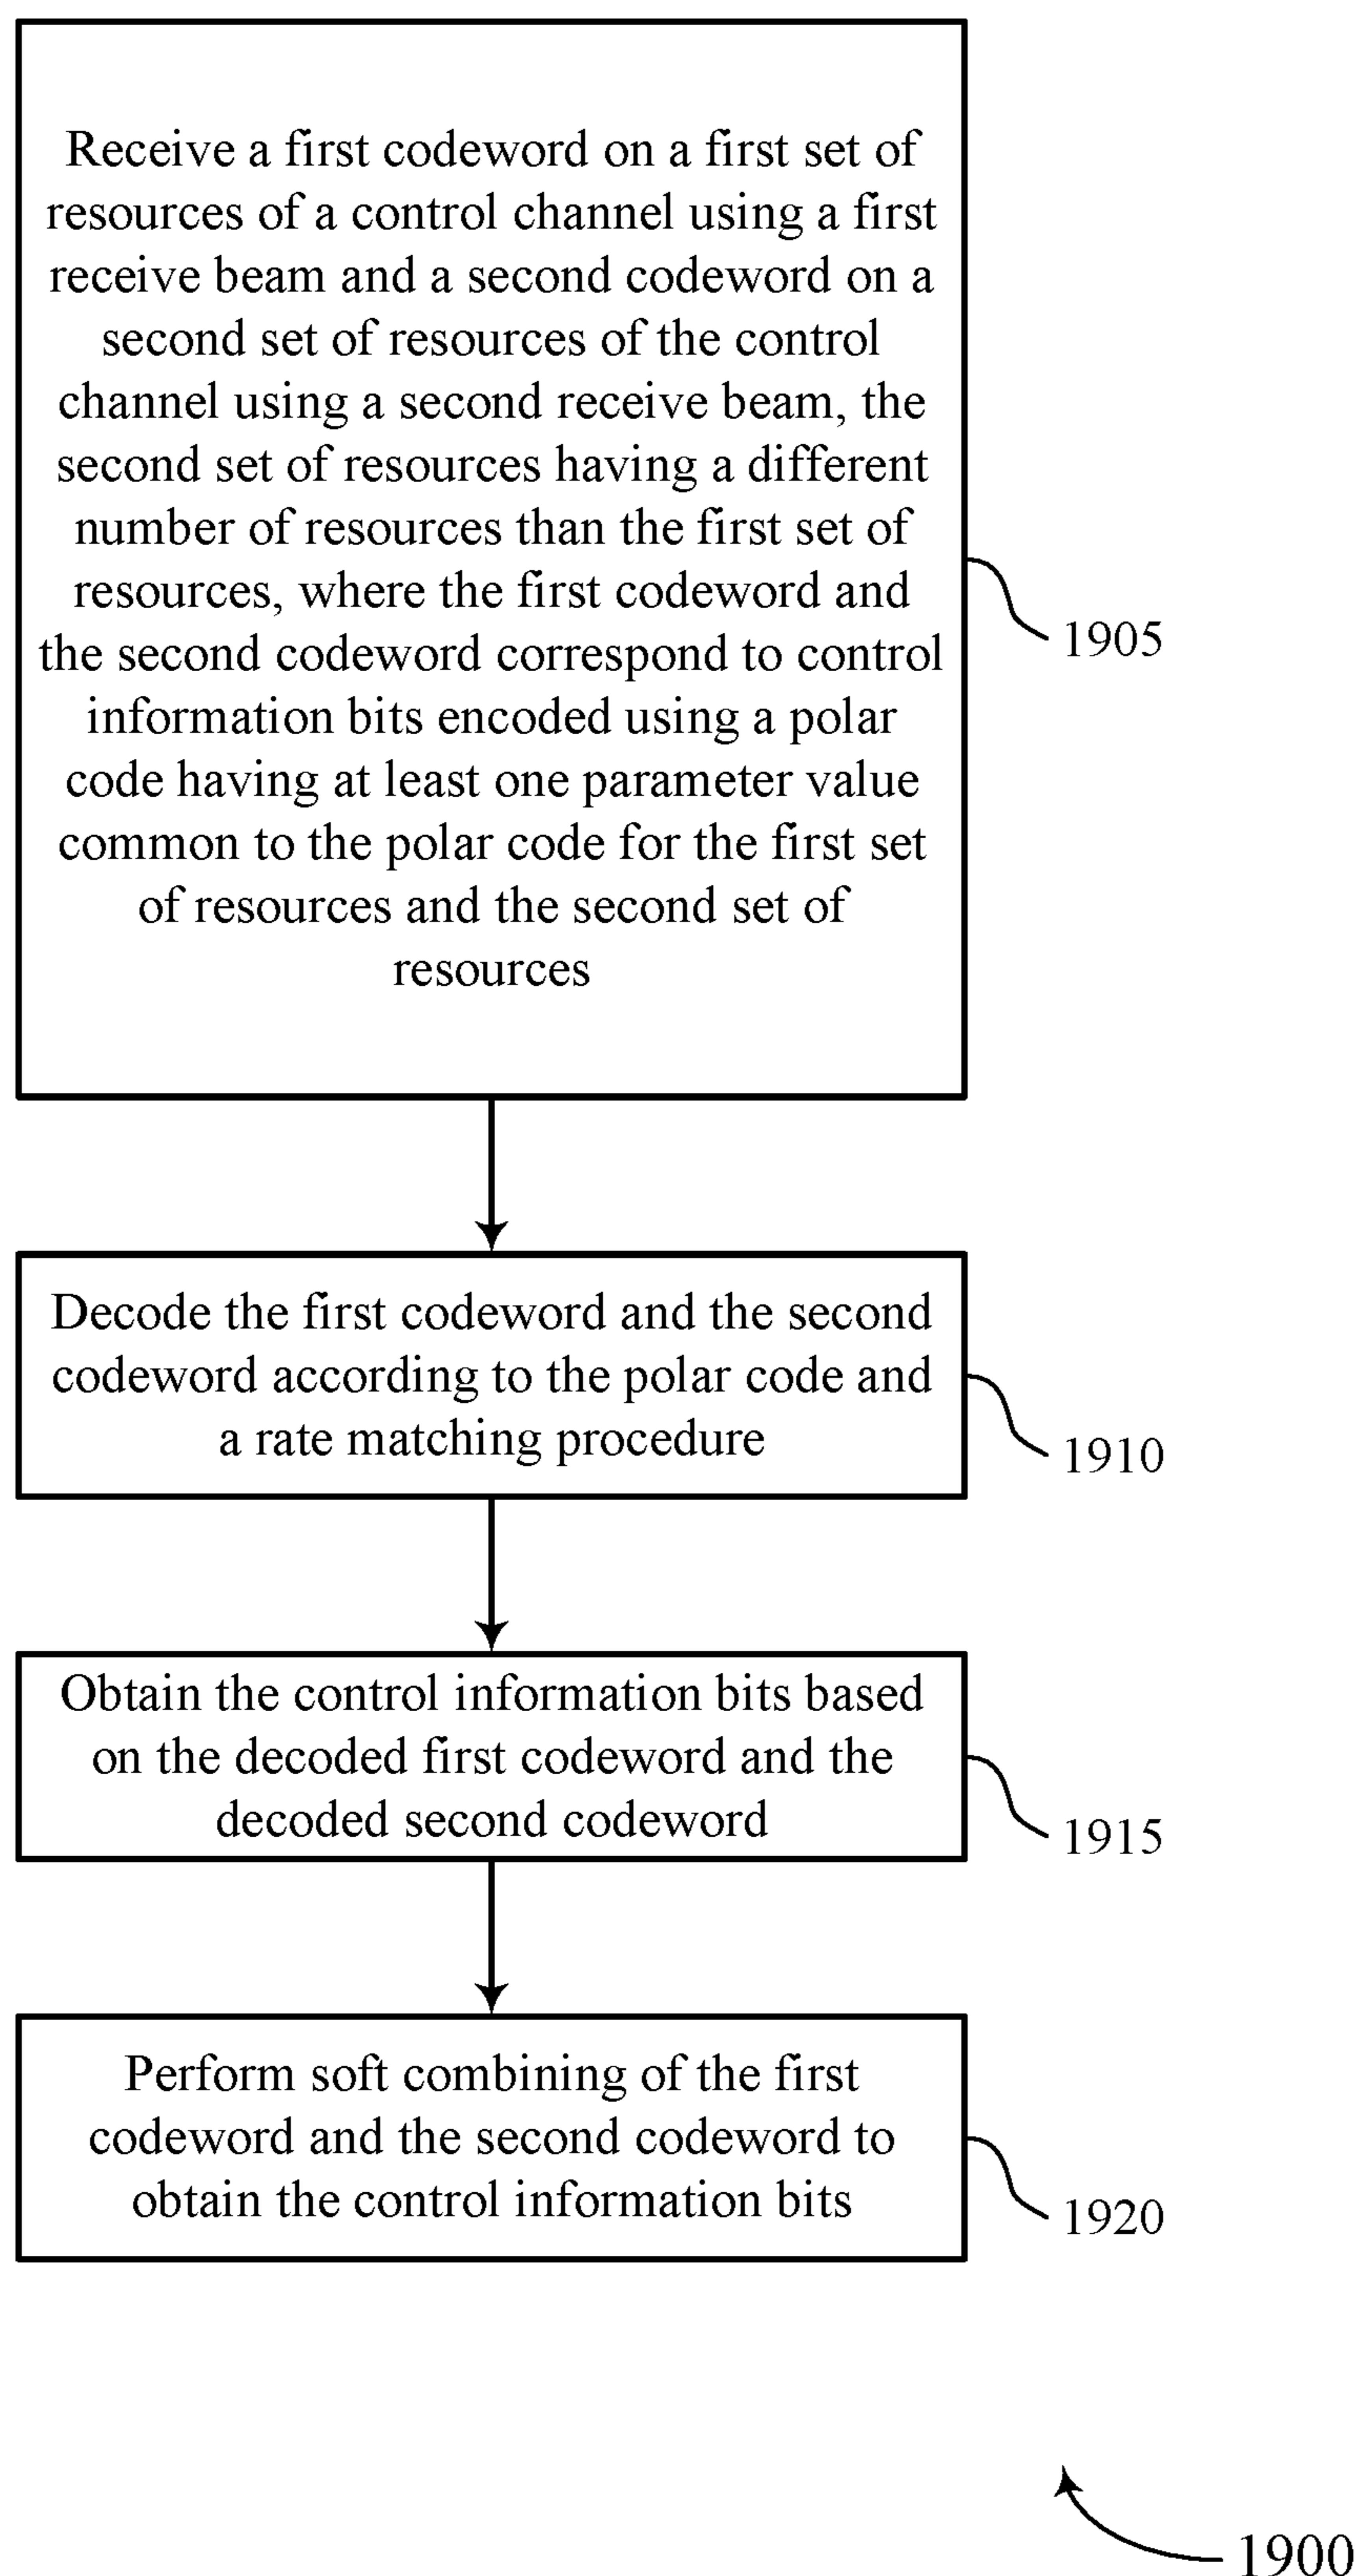 Receive a first codeword on a first set of
resources of a control channel using a first
receive beam and a second codeword on a
second set of resources of the control
channel using a second receive beam, the
second set of resources having a different
number of resources than the first set of
resources, where the first codeword and
the second codeword correspond to control
information bits encoded using a polar
code having at least one parameter value
common to the polar code for the first set
of resources and the second set of
resources
1905
Decode the first codeword and the second
codeword according to the polar code and
a rate matching procedure
1910
Obtain the control information bits based
on the decoded first codeword and the
decoded second codeword
1915
Perform soft combining of the first
codeword and the second codeword to
obtain the control information bits
1920
1900